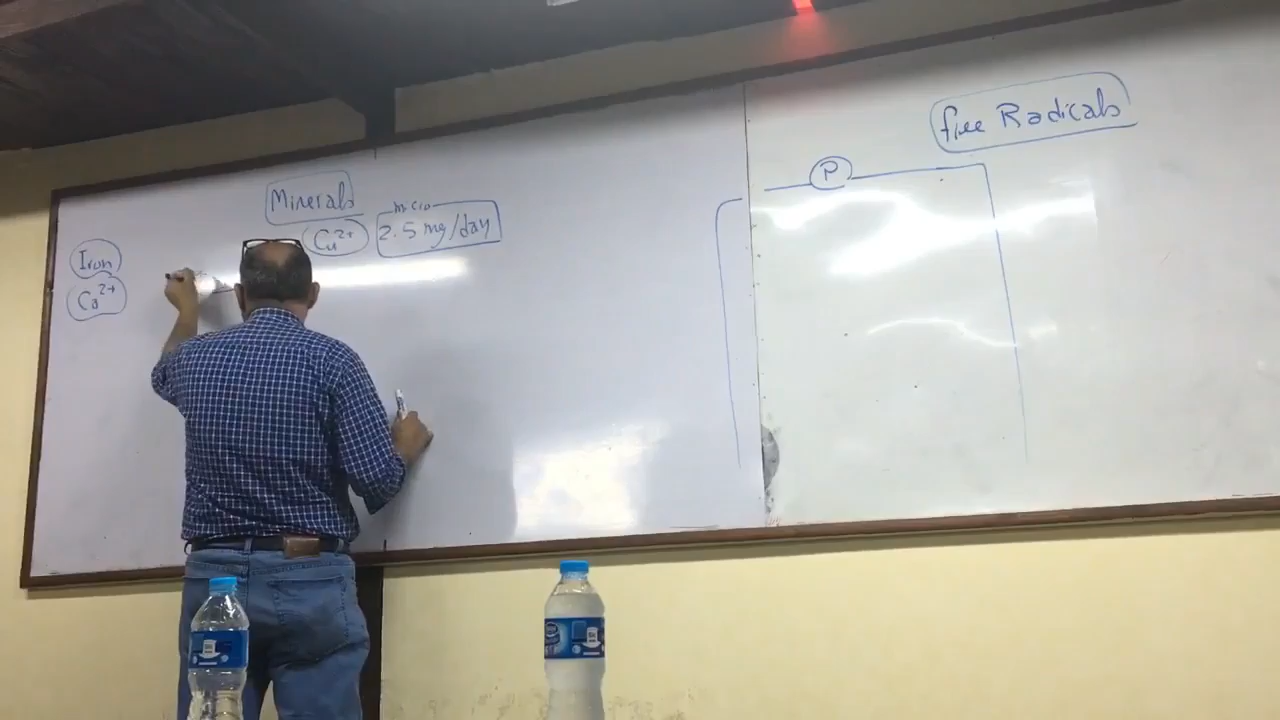 Minerals
micro
Cu2+ 2.5 mg/day
Iron
Ca2+
free Radicals
P